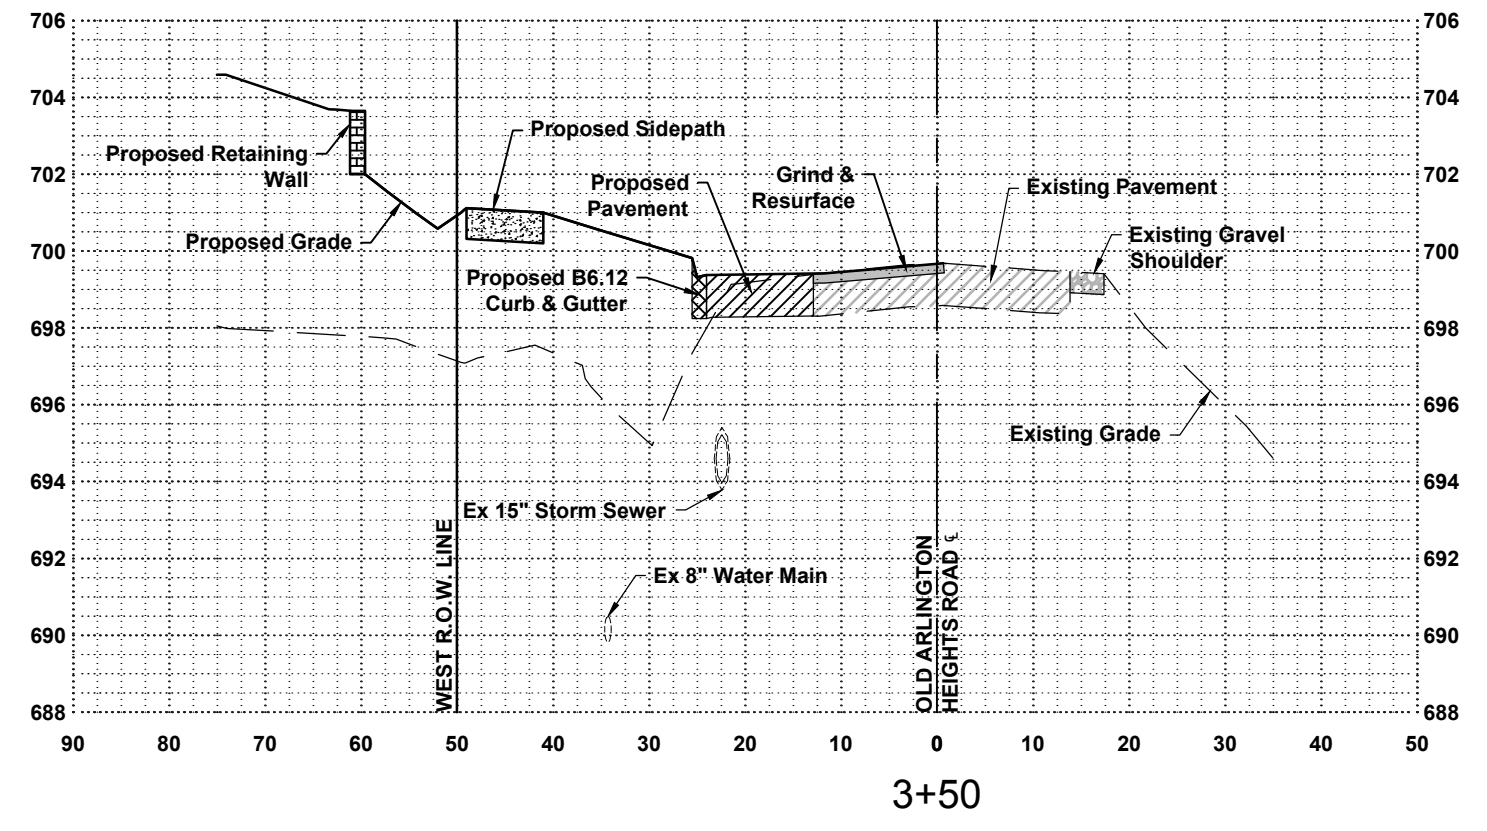 706
706
704
704
Proposed Sidepath
Proposed Retaining
Wall
Grind &
Resurface
702
702
Proposed
Pavement
Existing Pavement
Proposed Grade
Existing Gravel
Shoulder
700
700
Proposed B6.12
Curb & Gutter
698
698
696
696
Existing Grade
694
694
Ex 15" Storm Sewer
692
692
Ex 8" Water Main
WEST R.O.W. LINE
OLD ARLINGTON
HEIGHTS ROAD ℄
690
690
688
688
90 80 70 60 50 40 30 20 10 0 10 20 30 40 50
3+50